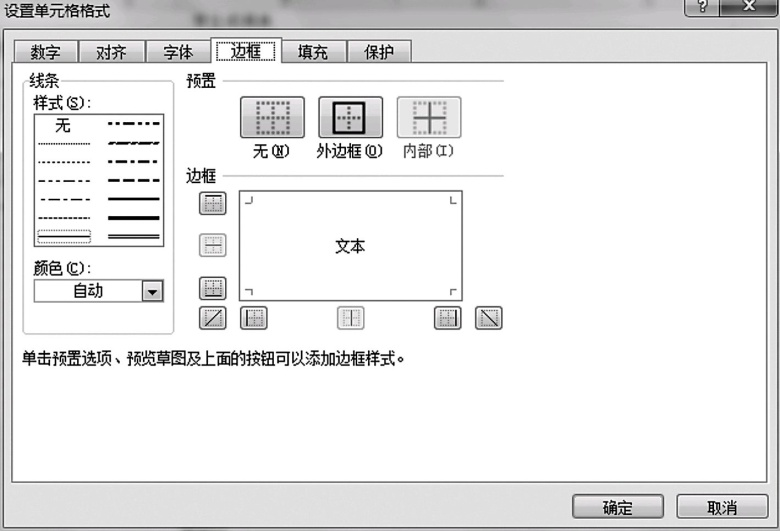 设置单元格格式
数字 对齐 字体 边框 填充 保护
线条
样式(S):
无
颜色(C):
自动
预置
无(N) 外边框(O) 内部(I)
边框
文本
单击预置选项、预览草图及上面的按钮可以添加边框样式。
确定 取消